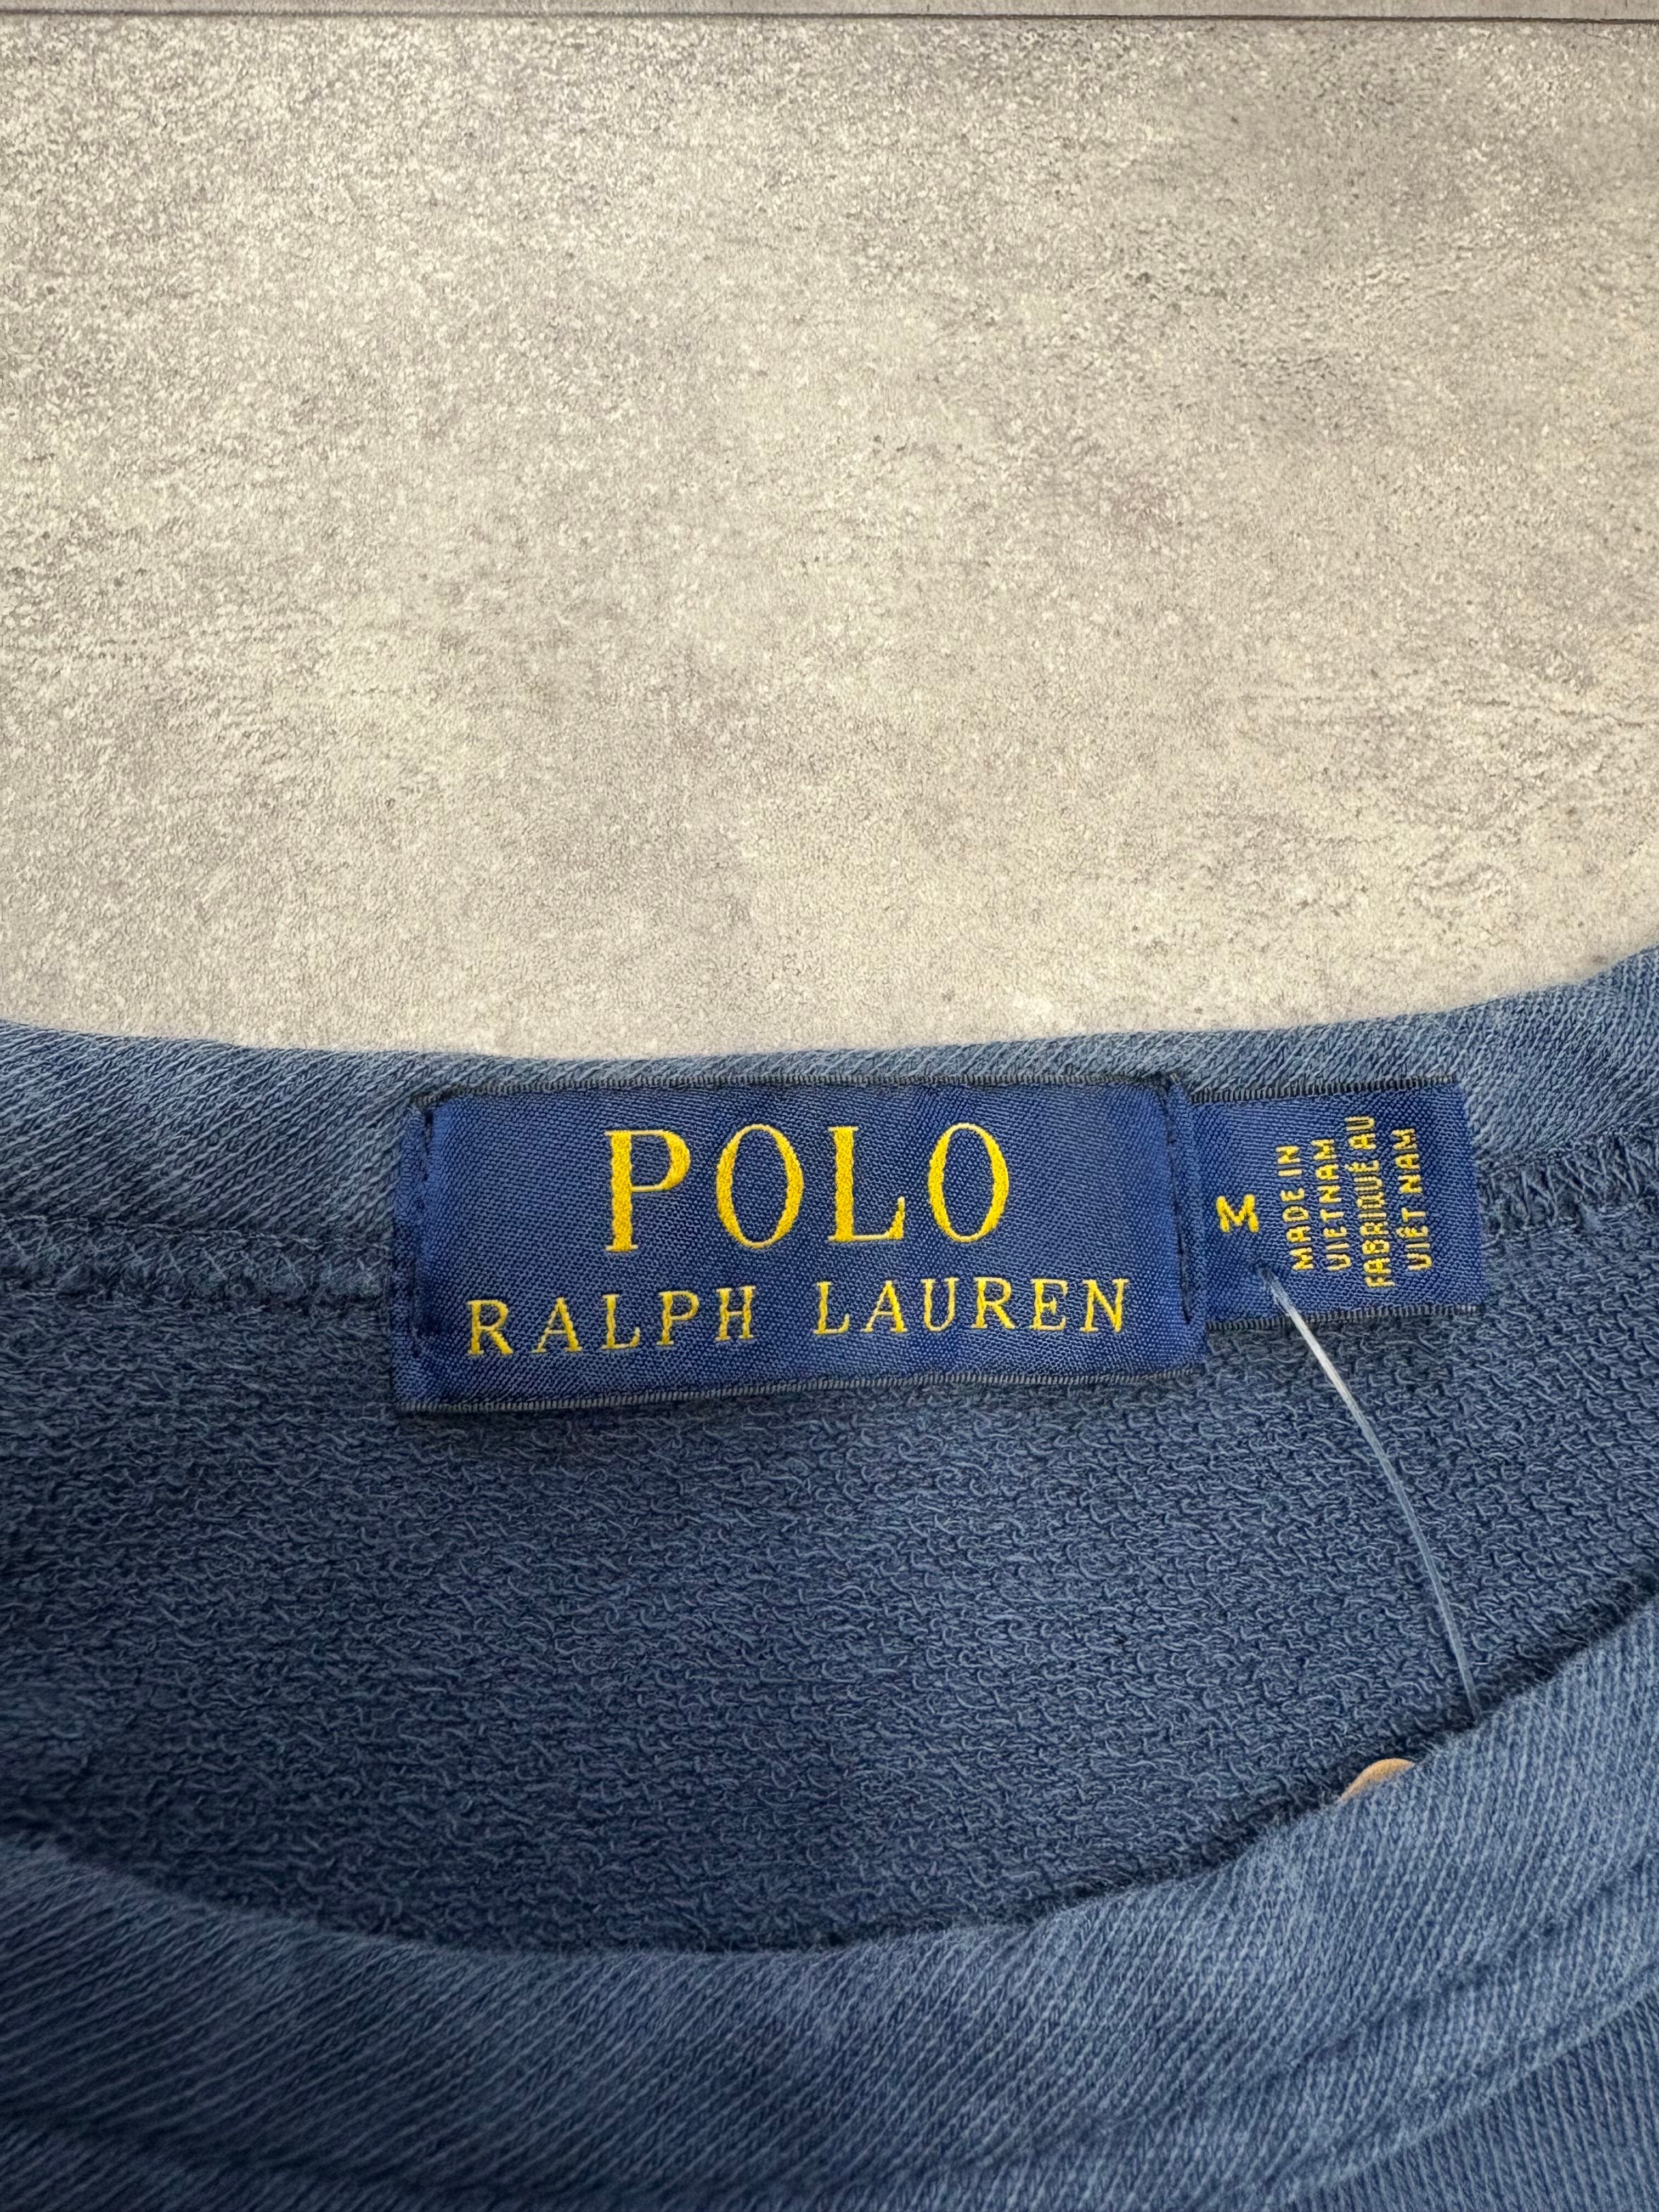 POLO
RALPH LAUREN
M
MADE IN
VIETNAM
FABRIQUÉ AU
VIÊT NAM